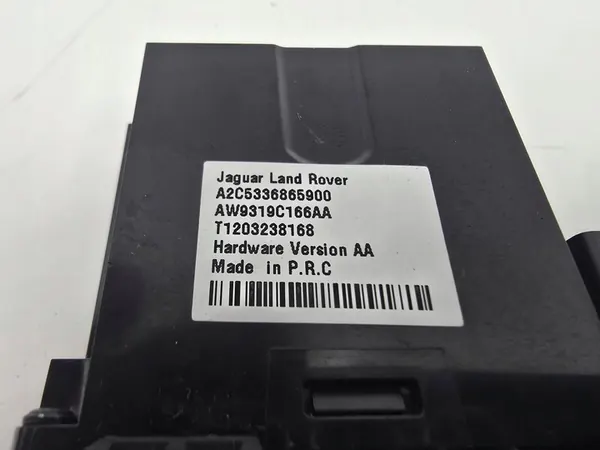 Jaguar Land Rover
A2C5336865900
AW9319C166AA
T1203238168
Hardware Version AA
Made in P.R.C